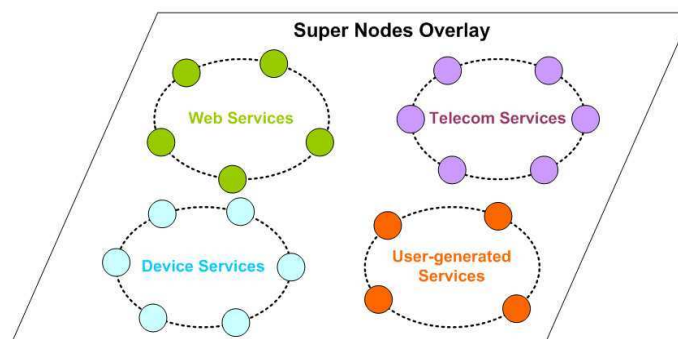 Super Nodes Overlay
Web Services
Telecom Services
Device Services
User-generated
Services